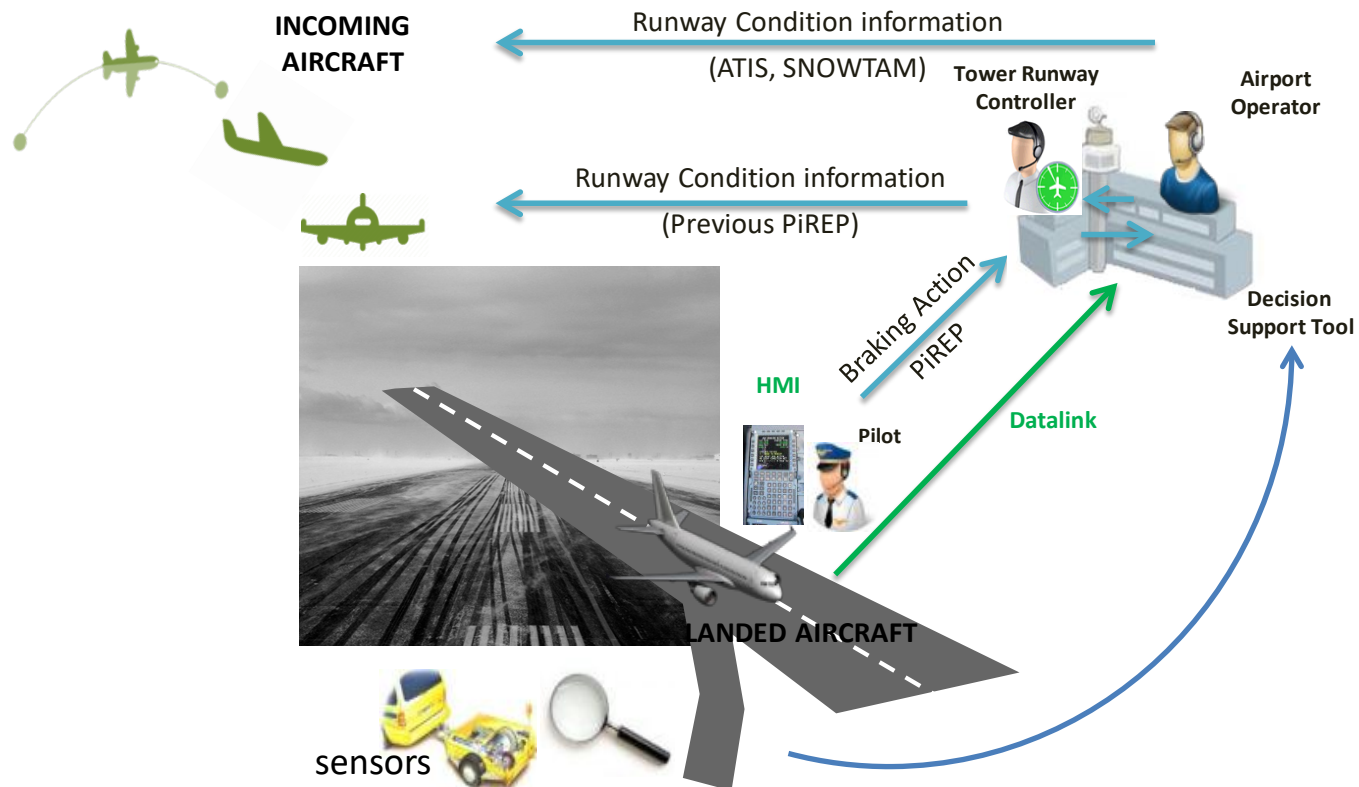 INCOMING
AIRCRAFT
Runway Condition information
(ATIS, SNOWTAM)
Tower Runway
Controller
Airport
Operator
Runway Condition information
(Previous PiREP)
Braking Action
PiREP
Decision
Support Tool
HMI
Pilot
Datalink
LANDED AIRCRAFT
sensors